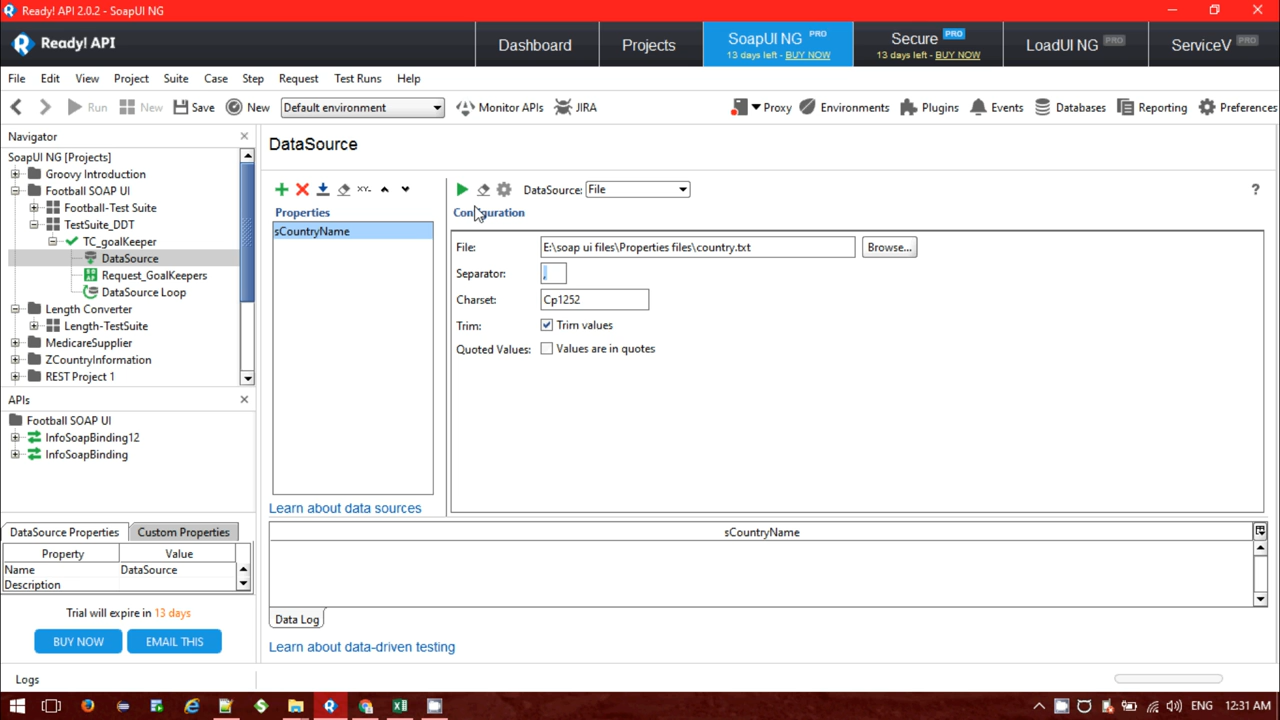 Ready! API 2.0.2 - SoapUI NG
Ready! API
Dashboard
Projects
SoapUI NG PRO
13 days left - BUY NOW
Secure PRO
13 days left - BUY NOW
LoadUI NG PRO
ServiceV PRO
File Edit View Project Suite Case Step Request Test Runs Help
Run New Save New Default environment Monitor APIs JIRA Proxy Environments Plugins Events Databases Reporting Preferences
Navigator
SoapUI NG [Projects]
Groovy Introduction
Football SOAP UI
Football-Test Suite
TestSuite_DDT
TC_goalKeeper
DataSource
Request_GoalKeepers
DataSource Loop
Length Converter
Length-TestSuite
MedicareSupplier
ZCountryInformation
REST Project 1
APIs
Football SOAP UI
InfoSoapBinding12
InfoSoapBinding
DataSource Properties Custom Properties
Property Value
Name DataSource
Description
Trial will expire in 13 days
BUY NOW EMAIL THIS
Logs
DataSource
XY-
DataSource: File
?
Properties
sCountryName
Learn about data sources
Configuration
File: E:\soap ui files\Properties files\country.txt Browse...
Separator: ,
Charset: Cp1252
Trim: Trim values
Quoted Values: Values are in quotes
sCountryName
Data Log
Learn about data-driven testing
ENG 12:31 AM